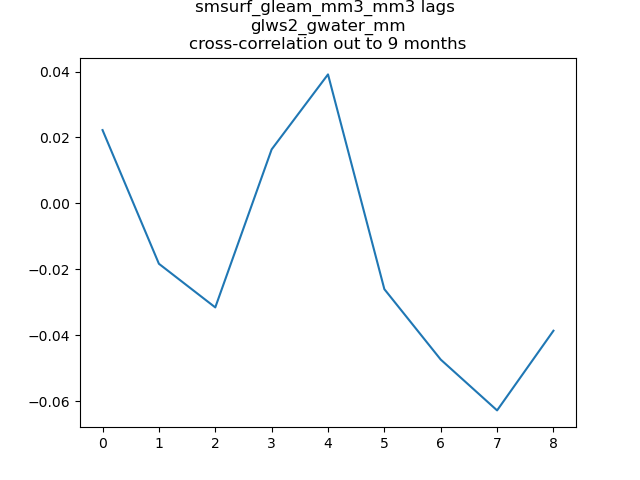 smsurf_gleam_mm3_mm3 lags
glws2_gwater_mm
cross-correlation out to 9 months
0.04
0.02
0.00
−0.02
−0.04
−0.06
0 1 2 3 4 5 6 7 8